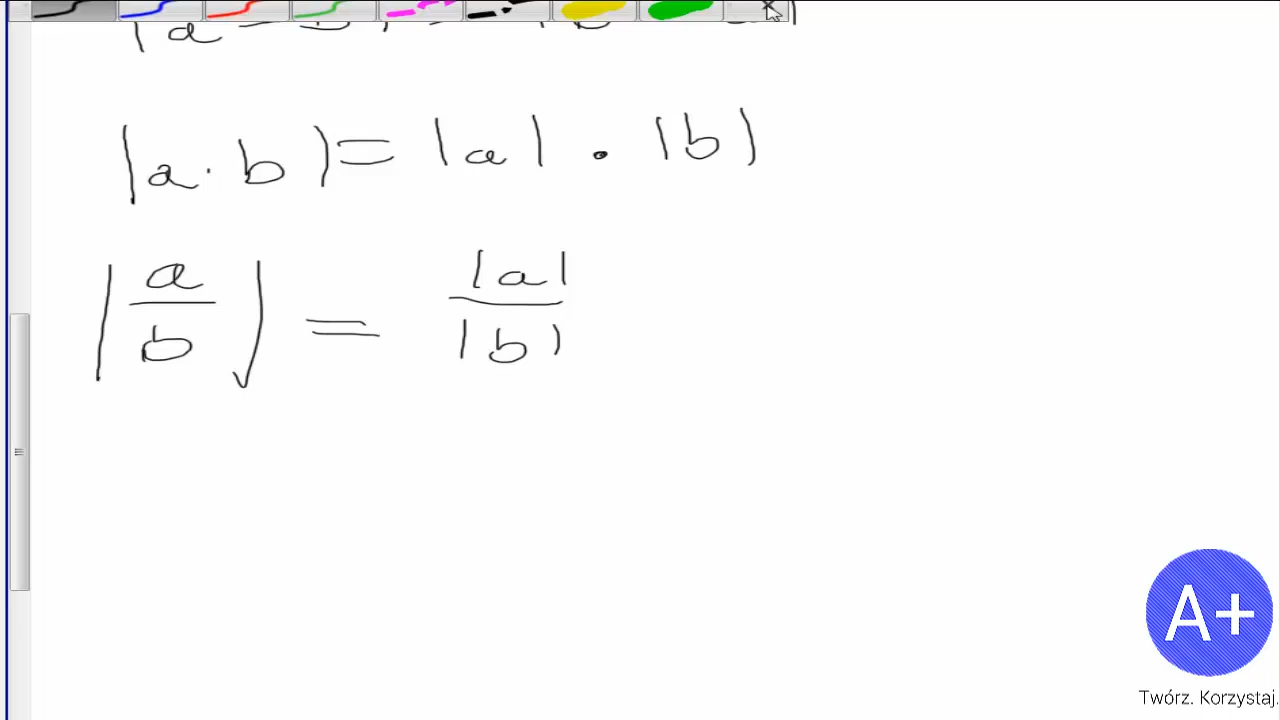 |a - b| = |b - a|
|a · b| = |a| · |b|
|a/b| = |a|/|b|
A+
Twórz. Korzystaj.